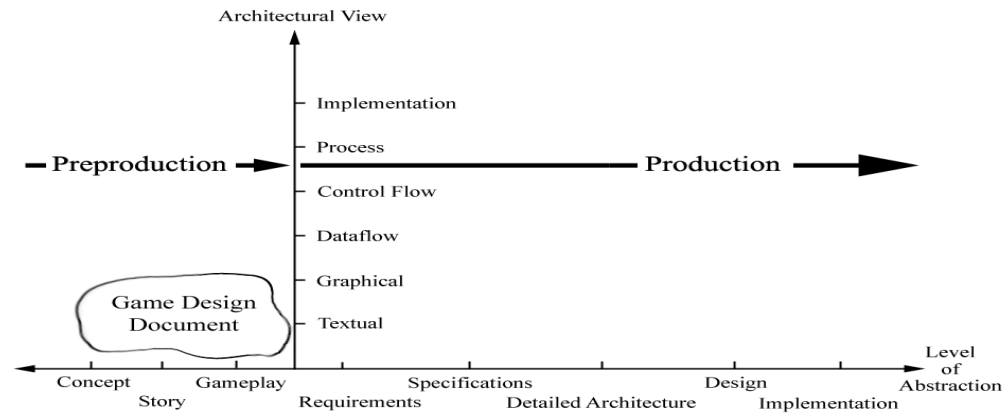 Architectural View
Implementation
Process
Preproduction
Production
Control Flow
Dataflow
Graphical
Game Design
Document
Textual
Level
of
Abstraction
Concept
Gameplay
Specifications
Design
Story
Requirements
Detailed Architecture
Implementation